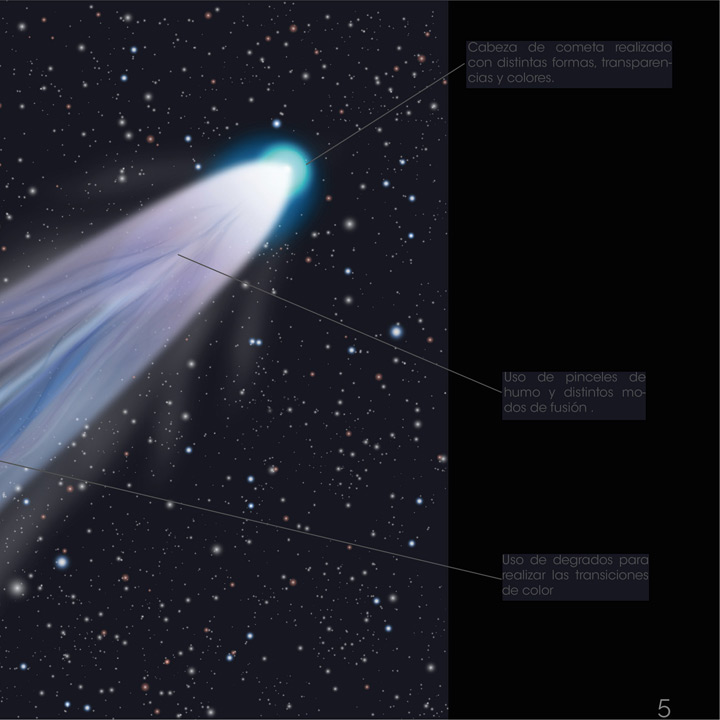 Cabeza de cometa realizado
con distintas formas, transparen-
cias y colores.
Uso de pinceles de
humo y distintos mo-
dos de fusión .
Uso de degrados para
realizar las transiciones
de color
5